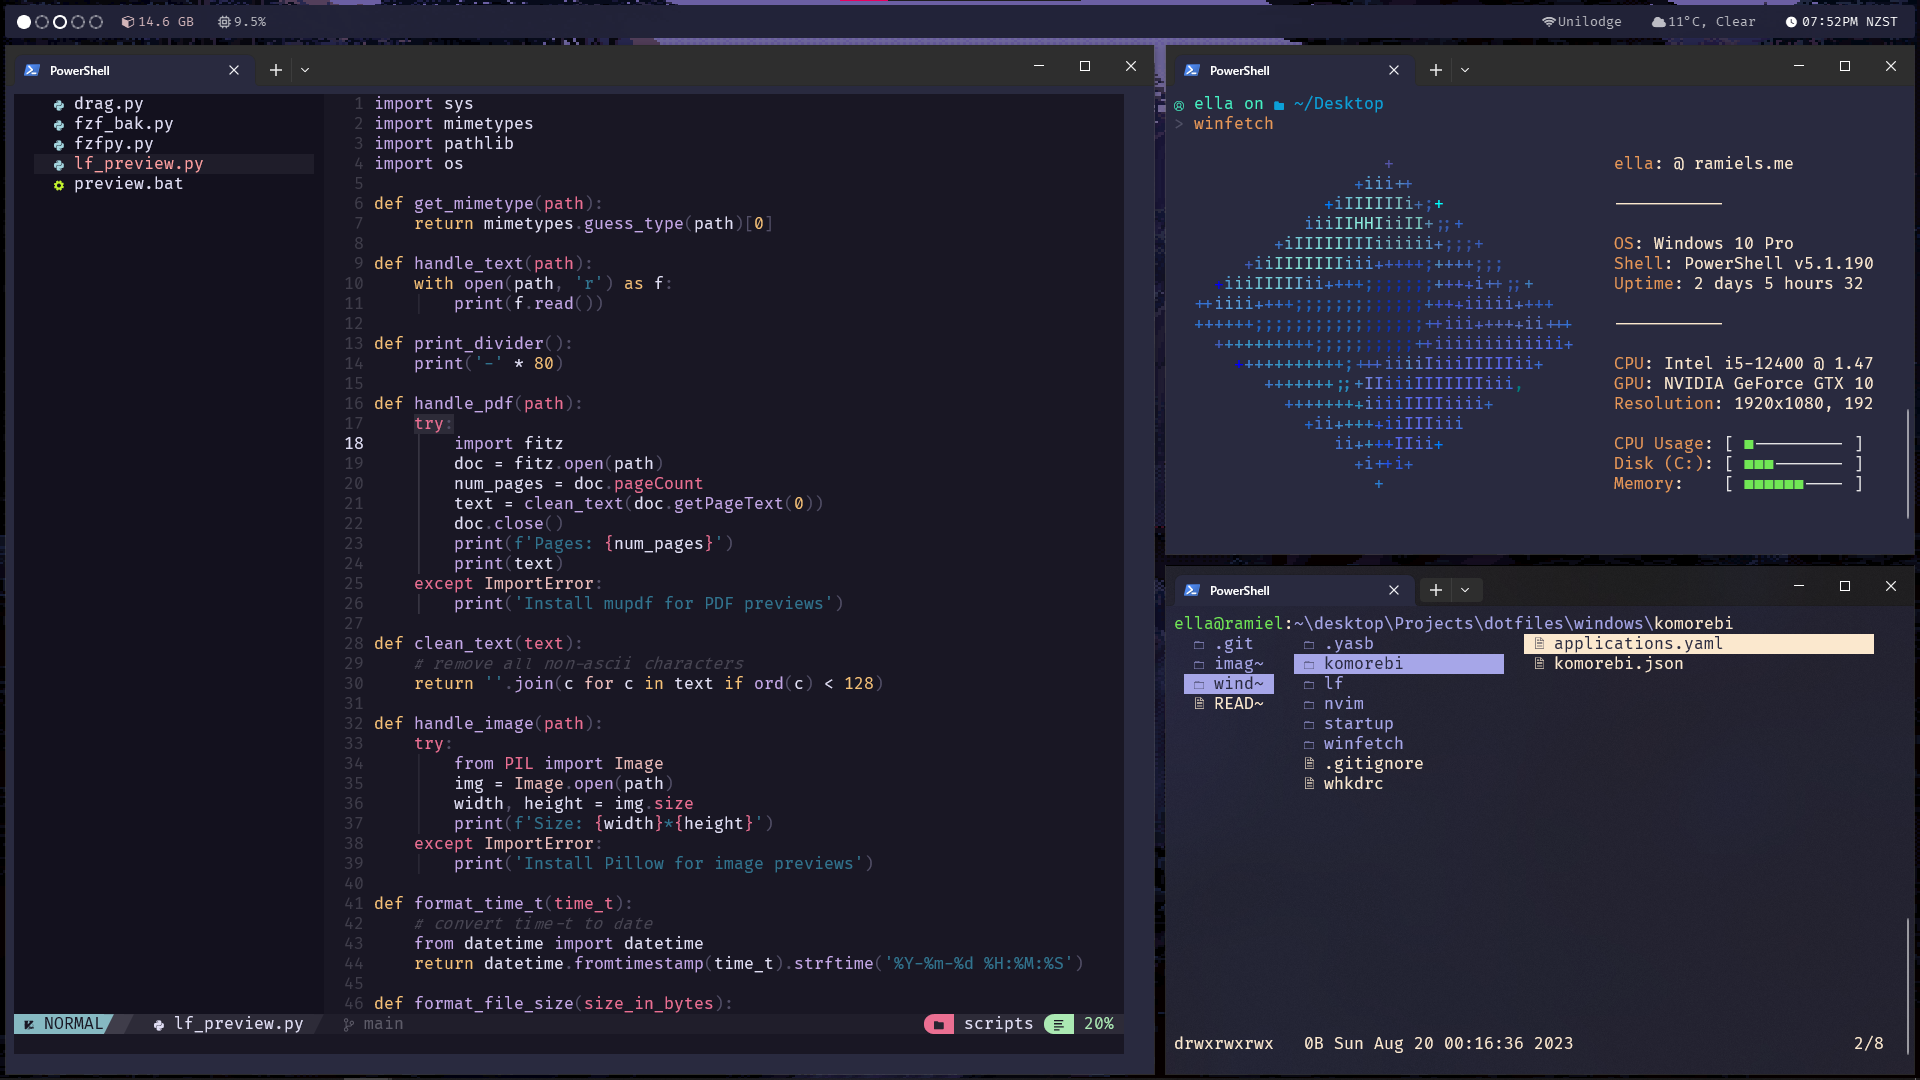 14.6 GB
9.5%
Unilodge
11°C, Clear
07:52PM NZST
PowerShell
drag.py
fzf_bak.py
fzfpy.py
lf_preview.py
preview.bat
1 import sys
2 import mimetypes
3 import pathlib
4 import os
5
6 def get_mimetype(path):
7     return mimetypes.guess_type(path)[0]
8
9 def handle_text(path):
10     with open(path, 'r') as f:
11         print(f.read())
12
13 def print_divider():
14     print('-' * 80)
15
16 def handle_pdf(path):
17     try:
18         import fitz
19         doc = fitz.open(path)
20         num_pages = doc.pageCount
21         text = clean_text(doc.getPageText(0))
22         doc.close()
23         print(f'Pages: {num_pages}')
24         print(text)
25     except ImportError:
26         print('Install mupdf for PDF previews')
27
28 def clean_text(text):
29     # remove all non-ascii characters
30     return ''.join(c for c in text if ord(c) < 128)
31
32 def handle_image(path):
33     try:
34         from PIL import Image
35         img = Image.open(path)
36         width, height = img.size
37         print(f'Size: {width}*{height}')
38     except ImportError:
39         print('Install Pillow for image previews')
40
41 def format_time_t(time_t):
42     # convert time-t to date
43     from datetime import datetime
44     return datetime.fromtimestamp(time_t).strftime('%Y-%m-%d %H:%M:%S')
45
46 def format_file_size(size_in_bytes):
NORMAL lf_preview.py main scripts 20%
PowerShell
ella on ~/Desktop
> winfetch
ella: @ ramiels.me
OS: Windows 10 Pro
Shell: PowerShell v5.1.190
Uptime: 2 days 5 hours 32
CPU: Intel i5-12400 @ 1.47
GPU: NVIDIA GeForce GTX 10
Resolution: 1920x1080, 192
CPU Usage: [ ■───────── ]
Disk (C:): [ ■■■─────── ]
Memory: [ ■■■■■■──── ]
PowerShell
ella@ramiel:~\desktop\Projects\dotfiles\windows\komorebi
.git
imag~
wind~
READ~
.yasb
komorebi
lf
nvim
startup
winfetch
.gitignore
whkdrc
applications.yaml
komorebi.json
drwxrwxrwx 0B Sun Aug 20 00:16:36 2023 2/8